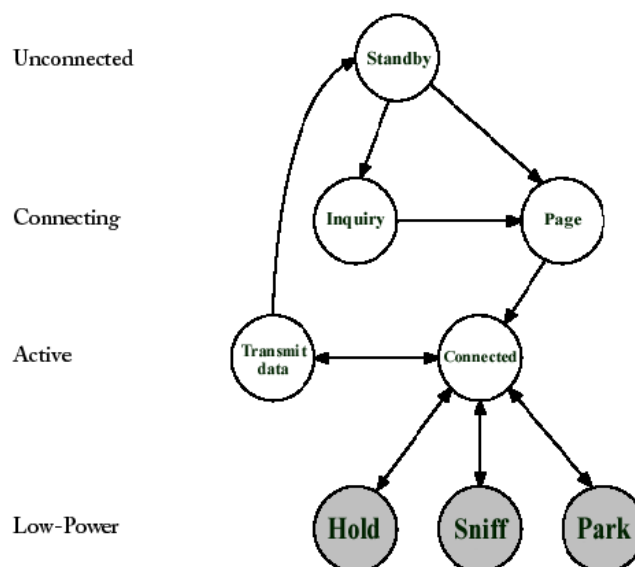 Unconnected
Standby
Connecting
Inquiry
Page
Active
Transmit
data
Connected
Low-Power
Hold
Sniff
Park